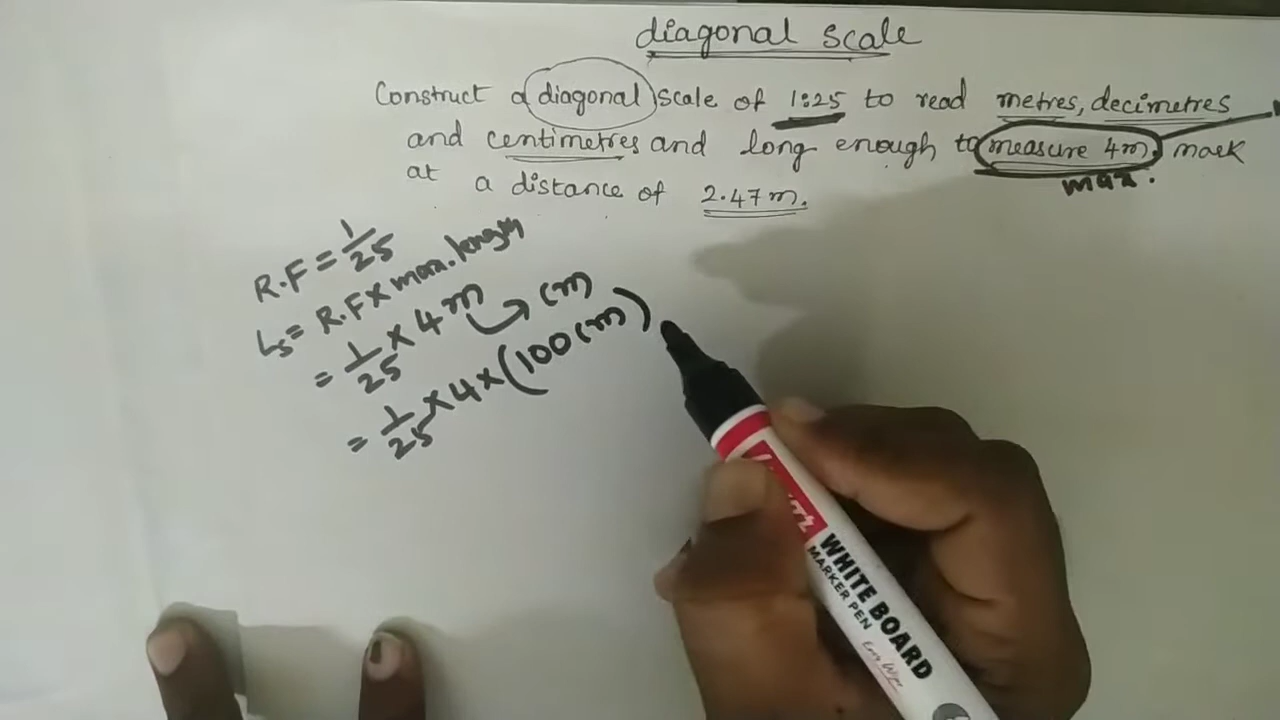 diagonal scale
Construct a diagonal scale of 1:25 to read metres, decimetres
and centimetres and long enough to measure 4m. mark
max.
at a distance of 2.47m.
R.F = 1/25
Ls = R.F × max. length
= 1/25 × 4m → cm
= 1/25 × 4 × (100cm)
WHITE BOARD
MARKER PEN